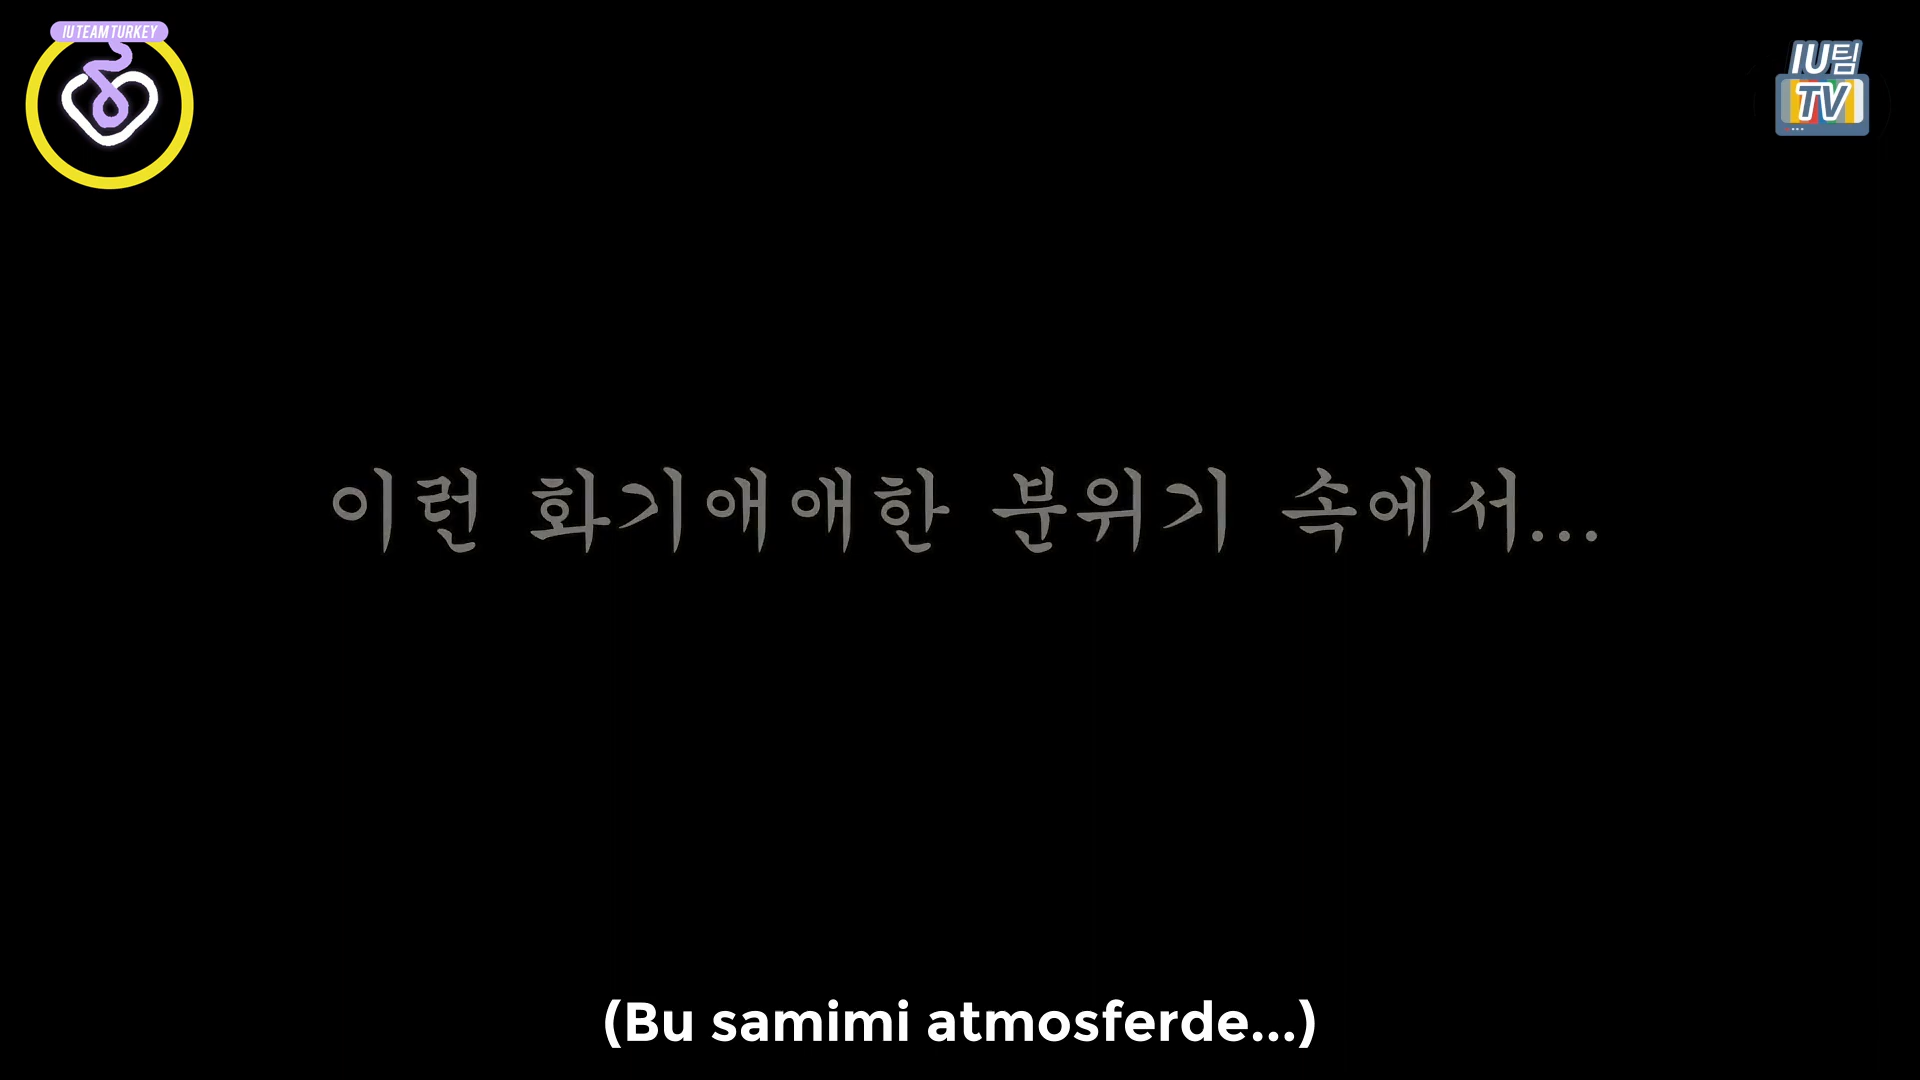 IU TEAM TURKEY
IU팀
TV
이런 화기애애한 분위기 속에서...
(Bu samimi atmosferde...)